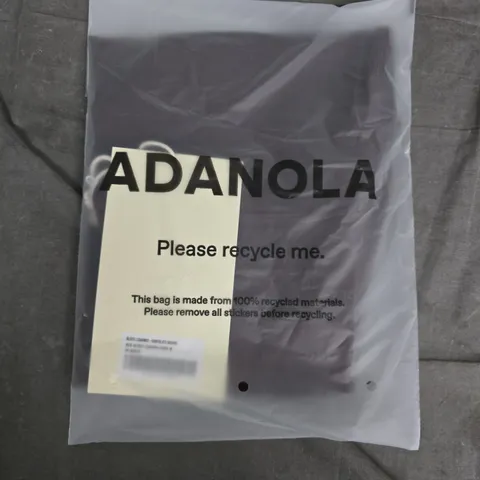 ADANOLA
Please recycle me.
This bag is made from 100% recycled materials.
Please remove all stickers before recycling.